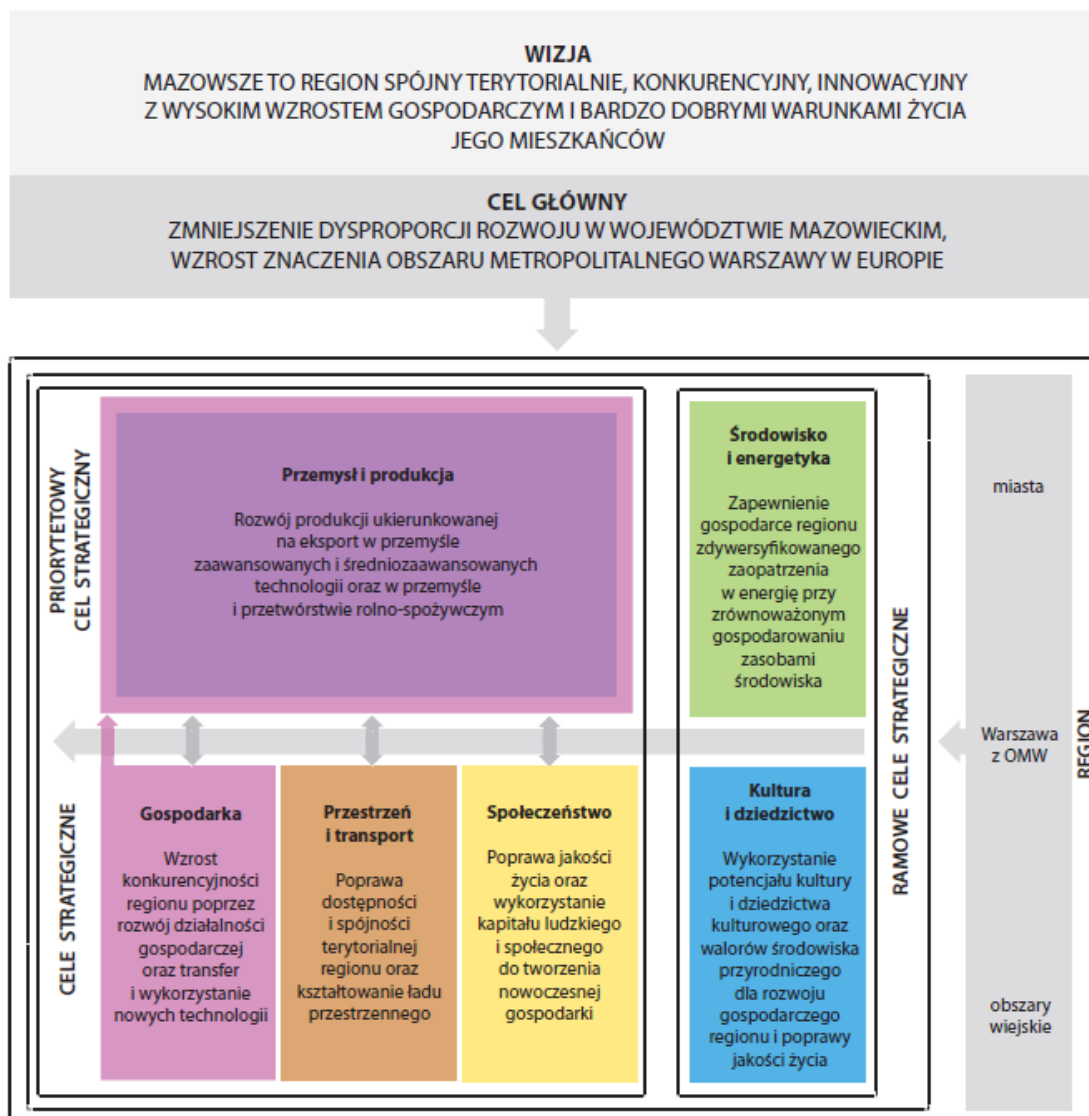 WIZJA
MAZOWSZE TO REGION SPÓJNY TERYTORIALNIE, KONKURENCYJNY, INNOWACYJNY
Z WYSOKIM WZROSTEM GOSPODARCZYM I BARDZO DOBRYMI WARUNKAMI ŻYCIA
JEGO MIESZKAŃCÓW
CEL GŁÓWNY
ZMNIEJSZENIE DYSPROPORCJI ROZWOJU W WOJEWÓDZTWIE MAZOWIECKIM,
WZROST ZNACZENIA OBSZARU METROPOLITALNEGO WARSZAWY W EUROPIE
PRIORYTETOWY
CEL STRATEGICZNY
Przemysł i produkcja
Rozwój produkcji ukierunkowanej
na eksport w przemyśle
zaawansowanych i średniozaawansowanych
technologii oraz w przemyśle
i przetwórstwie rolno-spożywczym
Środowisko
i energetyka
Zapewnienie
gospodarce regionu
zdywersyfikowanego
zaopatrzenia
w energię przy
zrównoważonym
gospodarowaniu
zasobami
środowiska
CELE STRATEGICZNE
Gospodarka
Wzrost
konkurencyjności
regionu poprzez
rozwój działalności
gospodarczej
oraz transfer
i wykorzystanie
nowych technologii
Przestrzeń
i transport
Poprawa
dostępności
i spójności
terytorialnej
regionu oraz
kształtowanie ładu
przestrzennego
Społeczeństwo
Poprawa jakości
życia oraz
wykorzystanie
kapitału ludzkiego
i społecznego
do tworzenia
nowoczesnej
gospodarki
Kultura
i dziedzictwo
Wykorzystanie
potencjału kultury
i dziedzictwa
kulturowego oraz
walorów środowiska
przyrodniczego
dla rozwoju
gospodarczego
regionu i poprawy
jakości życia
RAMOWE CELE STRATEGICZNE
miasta
Warszawa
z OMW
obszary
wiejskie
REGION